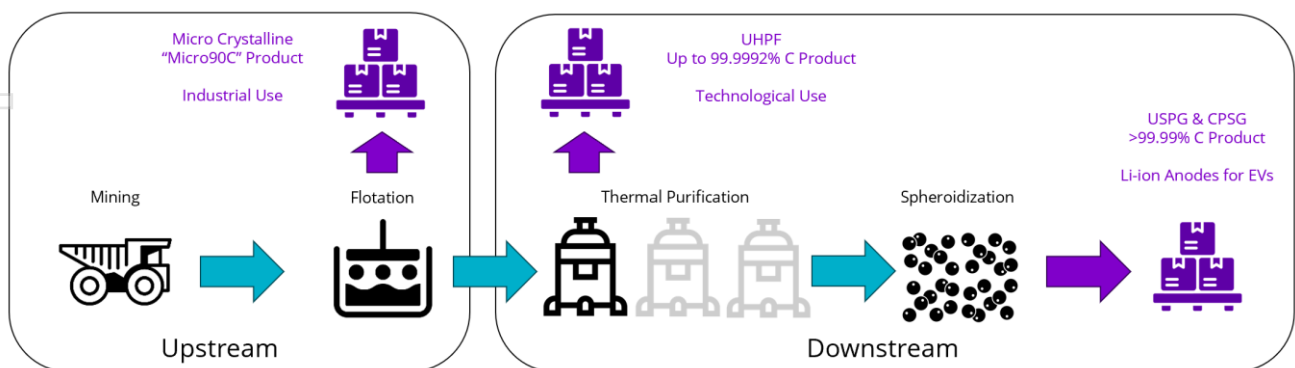 Micro Crystalline
“Micro90C” Product
Industrial Use
UHPF
Up to 99.9992% C Product
Technological Use
USPG & CPSG
>99.99% C Product
Li-ion Anodes for EVs
Mining
Flotation
Thermal Purification
Spheroidization
Upstream
Downstream